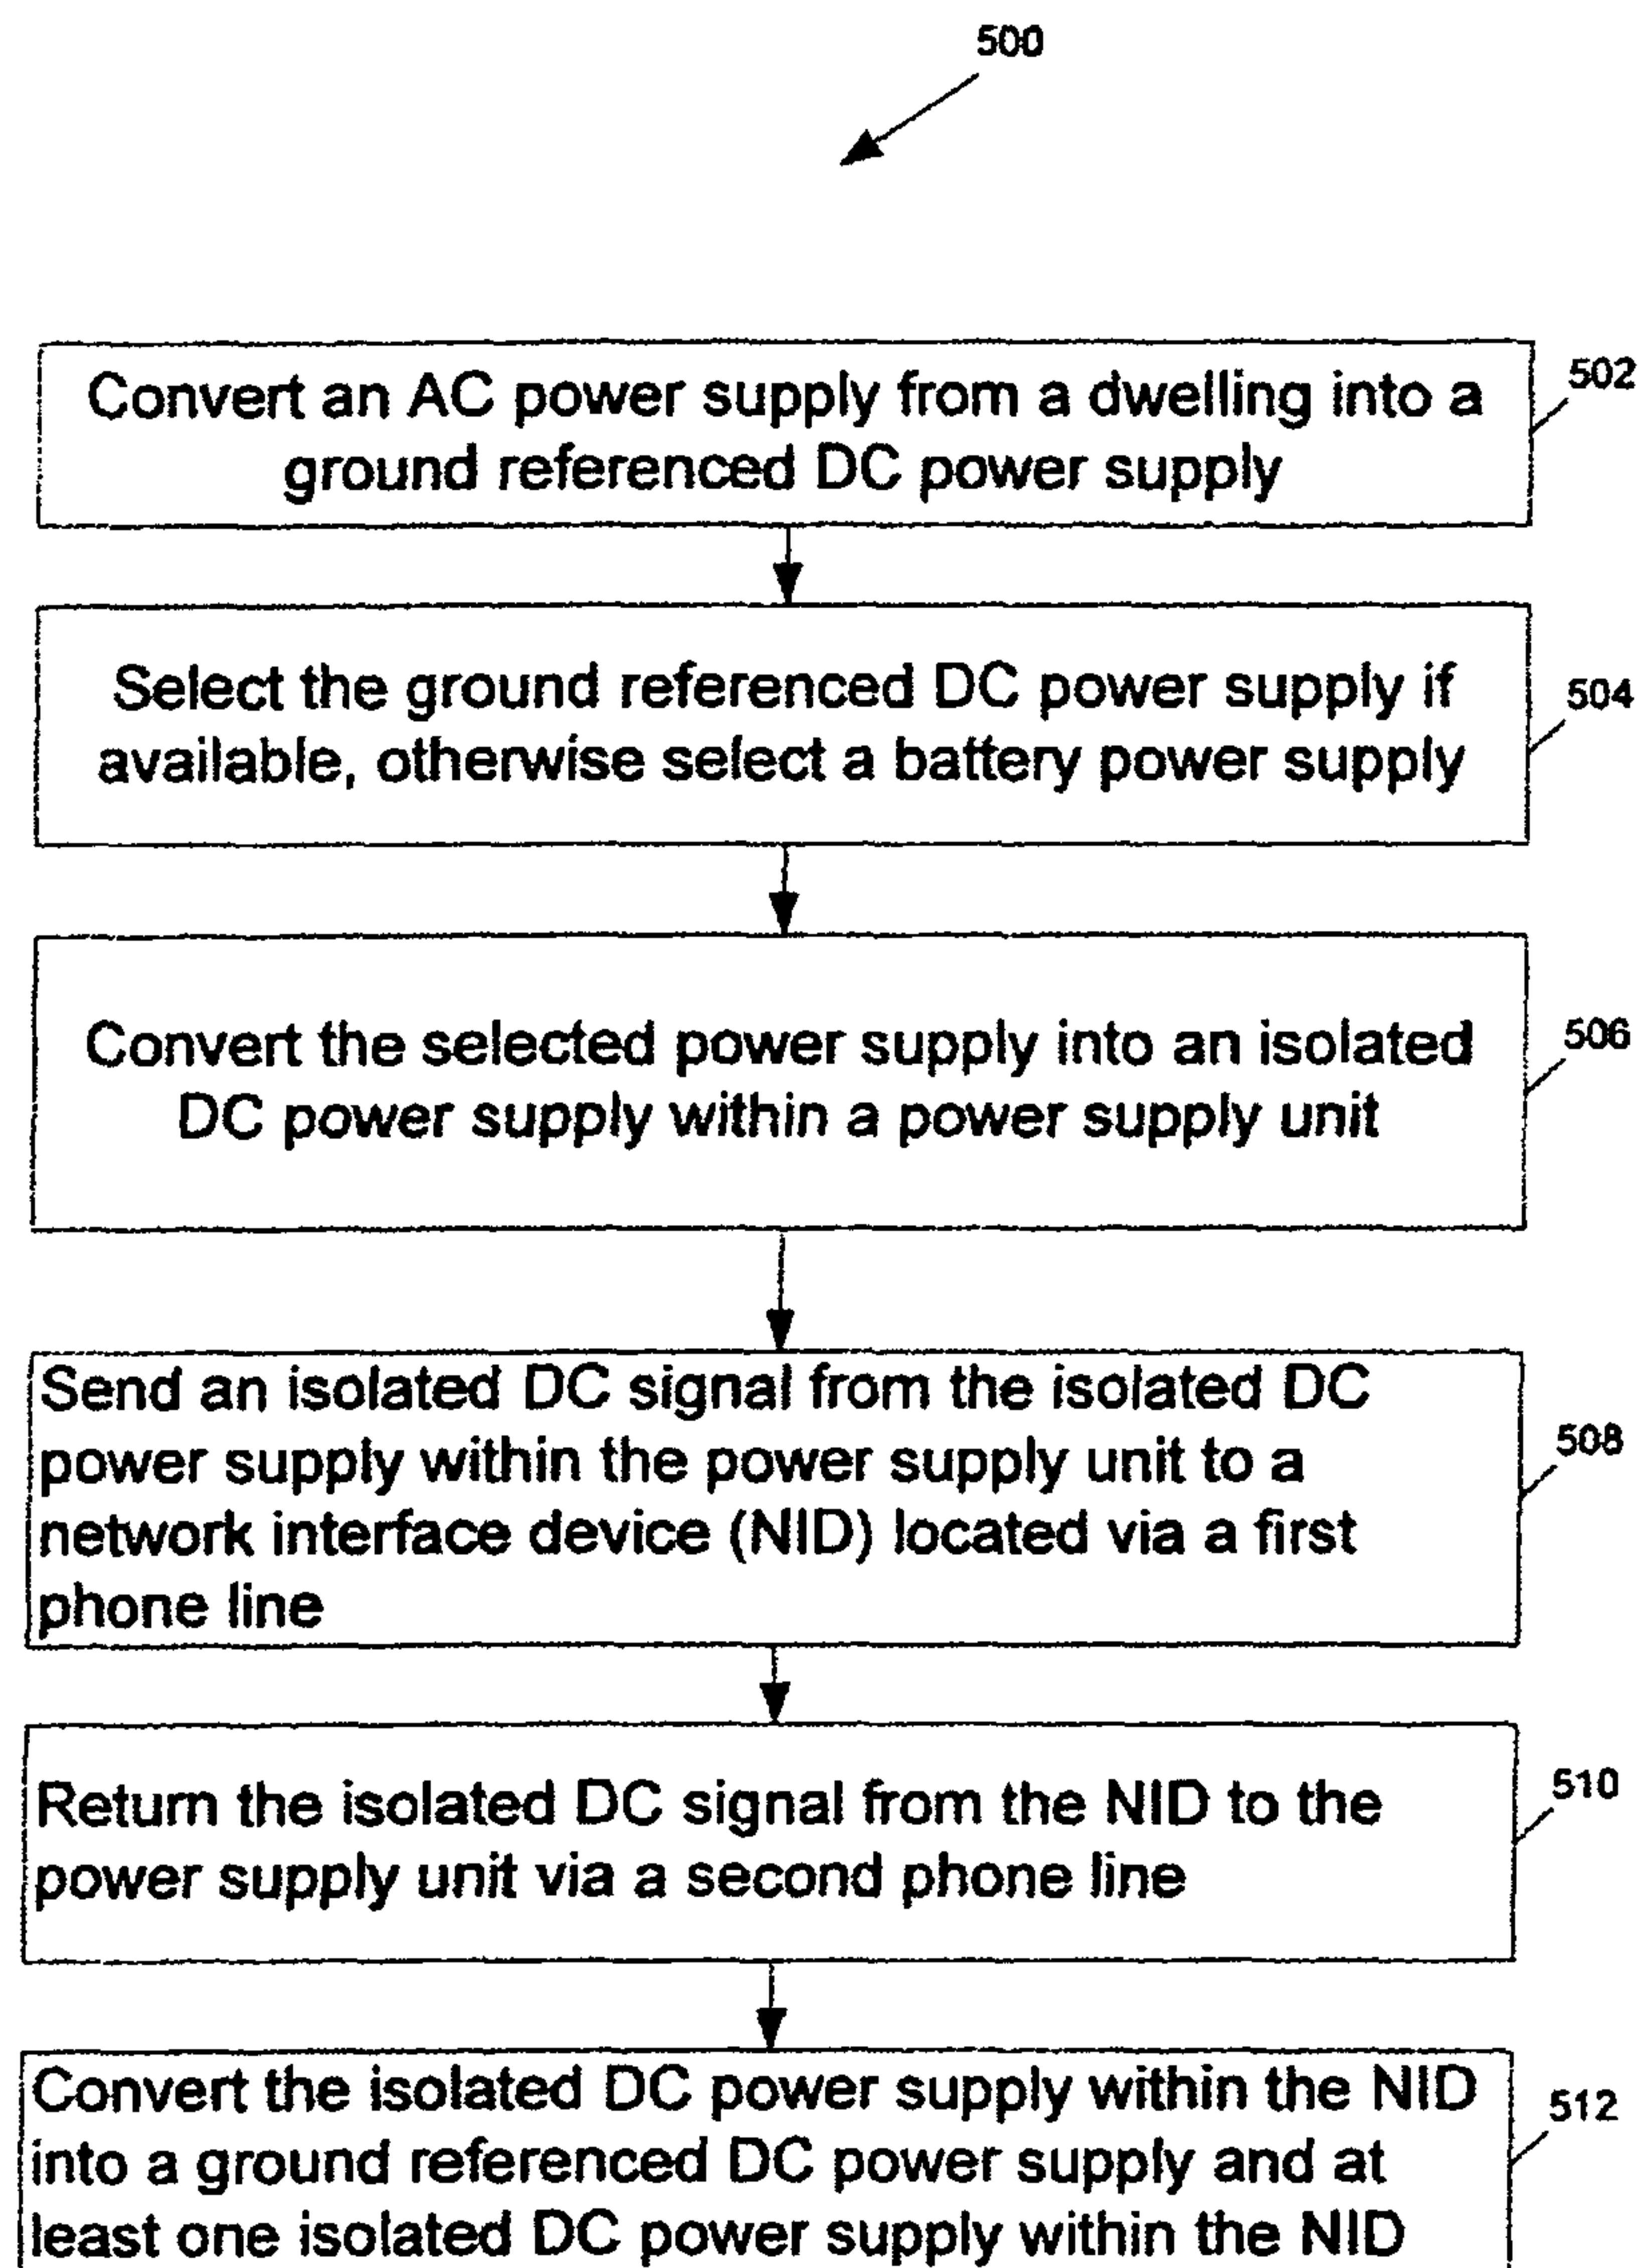 500
Convert an AC power supply from a dwelling into a
ground referenced DC power supply
502
Select the ground referenced DC power supply if
available, otherwise select a battery power supply
504
Convert the selected power supply into an isolated
DC power supply within a power supply unit
506
Send an isolated DC signal from the isolated DC
power supply within the power supply unit to a
network interface device (NID) located via a first
phone line
508
Return the isolated DC signal from the NID to the
power supply unit via a second phone line
510
Convert the isolated DC power supply within the NID
into a ground referenced DC power supply and at
least one isolated DC power supply within the NID
512